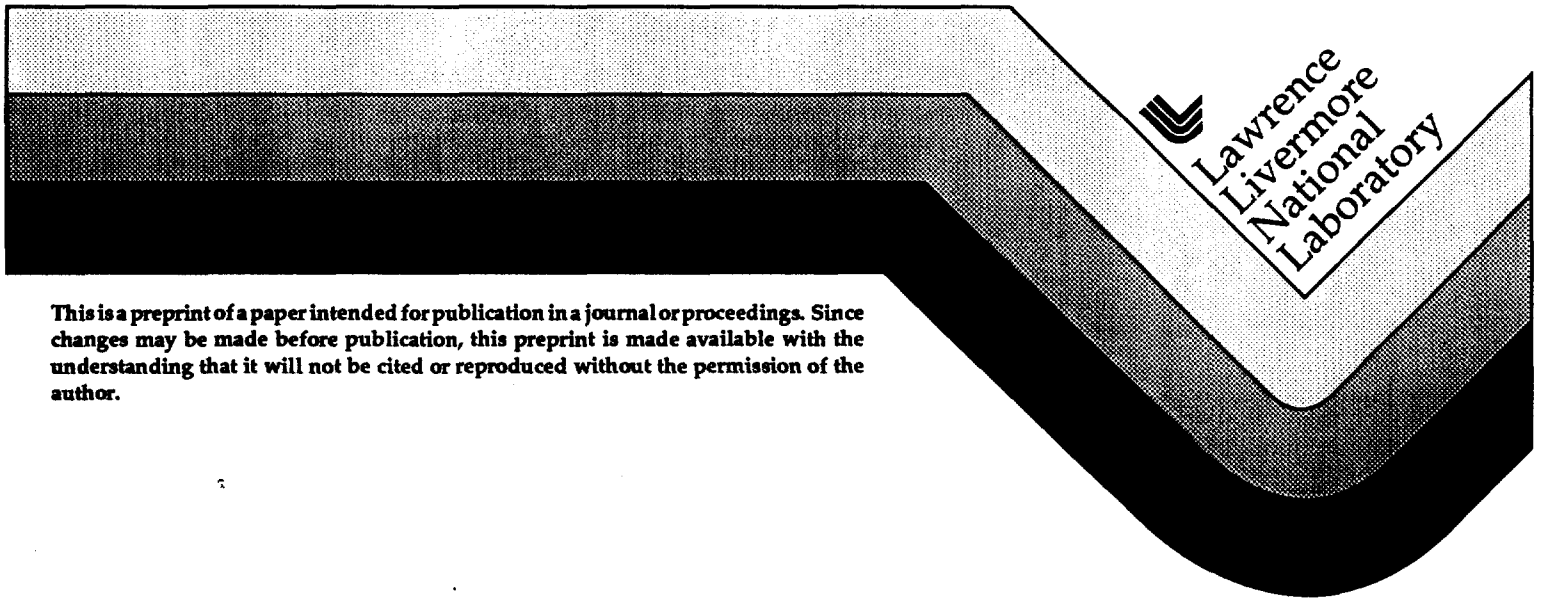 Lawrence
Livermore
National
Laboratory
This is a preprint of a paper intended for publication in a journal or proceedings. Since
changes may be made before publication, this preprint is made available with the
understanding that it will not be cited or reproduced without the permission of the
author.